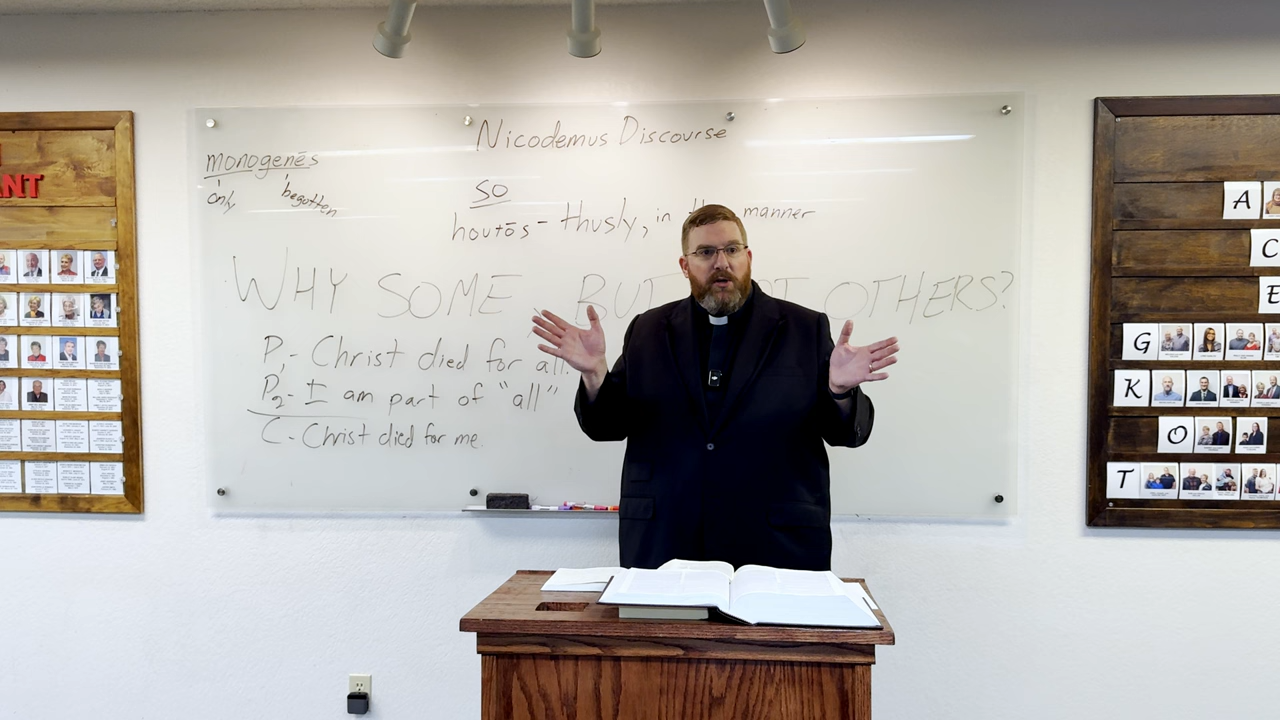 Nicodemus Discourse
monogenēs
only
begotten
so
houtōs - thusly, in manner
WHY SOME, BUT OTHERS?
P1 - Christ died for all.
P2 - I am part of "all"
C - Christ died for me.
ANT
A
C
E
G
K
O
T